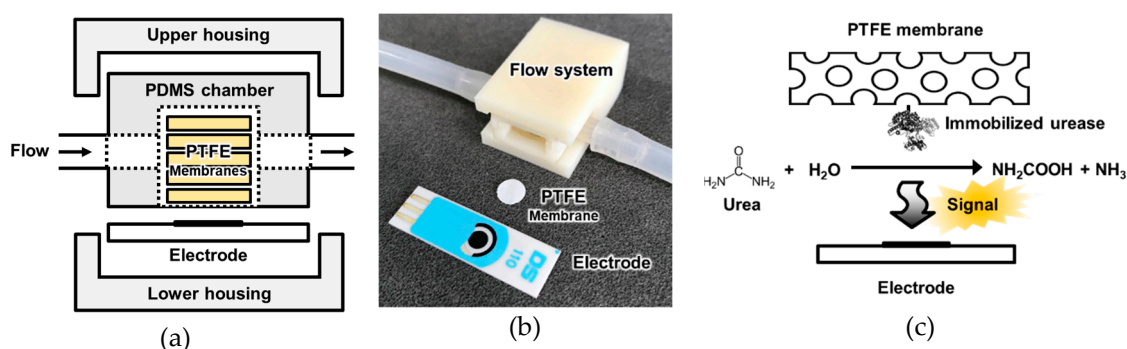 Upper housing
PDMS chamber
Flow
PTFE
Membranes
Electrode
Lower housing
(a)
Flow system
PTFE
Membrane
Electrode
DS
110
(b)
PTFE membrane
Immobilized urease
O
H₂N NH₂ + H₂O NH₂COOH + NH₃
Urea
Signal
Electrode
(c)